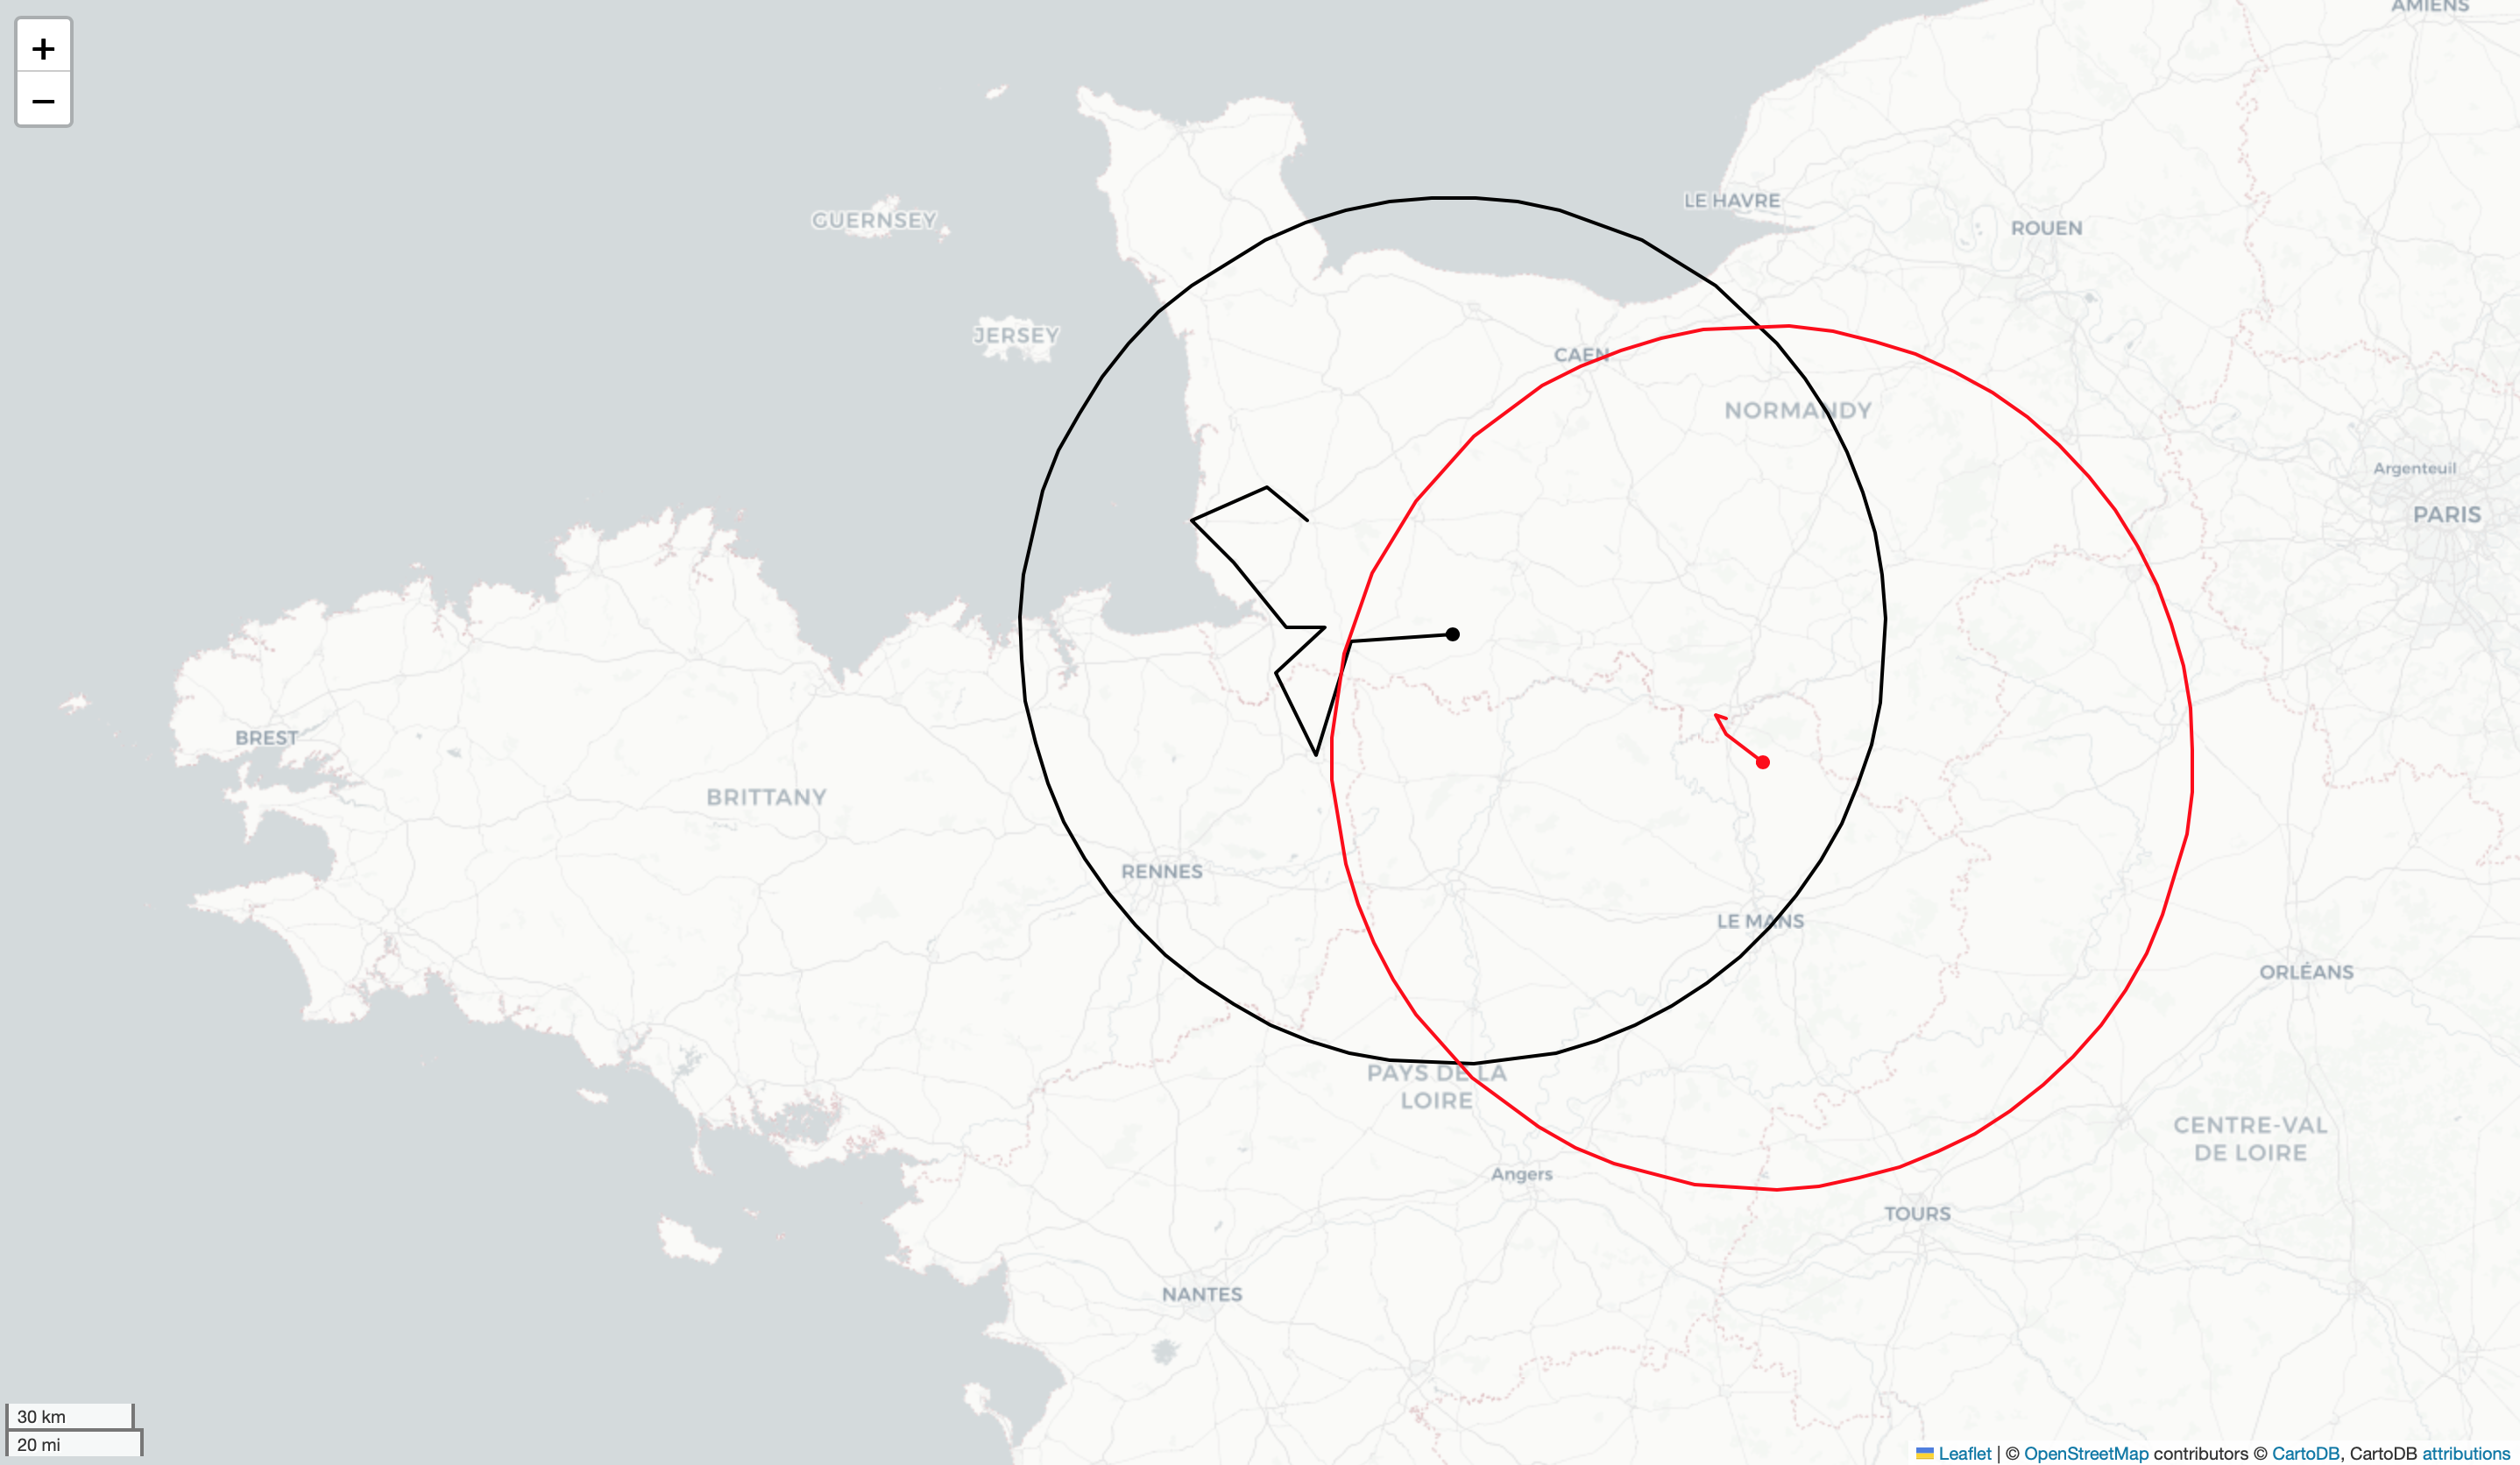 +
−
AMIENS
LE HAVRE
GUERNSEY
ROUEN
JERSEY
CAEN
NORMANDY
Argenteuil
PARIS
BREST
BRITTANY
RENNES
LE MANS
ORLÉANS
PAYS DE LA
LOIRE
CENTRE-VAL
DE LOIRE
Angers
TOURS
NANTES
30 km
20 mi
Leaflet | © OpenStreetMap contributors © CartoDB, CartoDB attributions